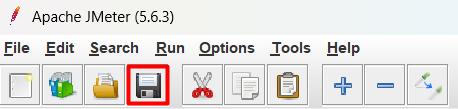 Apache JMeter (5.6.3)
File Edit Search Run Options Tools Help